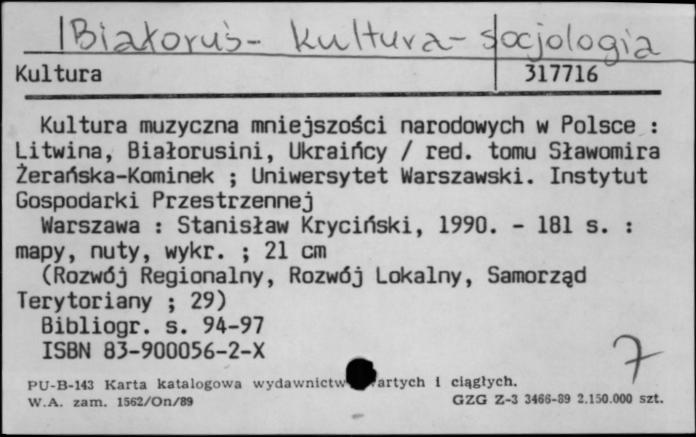 Białoruś - kultura - socjologia
Kultura 317716
Kultura muzyczna mniejszości narodowych w Polsce :
Litwina, Białorusini, Ukraińcy / red. tomu Sławomira
Żerańska-Kominek ; Uniwersytet Warszawski. Instytut
Gospodarki Przestrzennej
Warszawa : Stanisław Kryciński, 1990. - 181 s. :
mapy, nuty, wykr. ; 21 cm
(Rozwój Regionalny, Rozwój Lokalny, Samorząd
Terytoriany ; 29)
Bibliogr. s. 94-97
ISBN 83-900056-2-X
7
PU-B-143 Karta katalogowa wydawnictw artych i ciągłych.
W.A. zam. 1562/On/89 GZG Z-3 3466-89 2.150.000 szt.